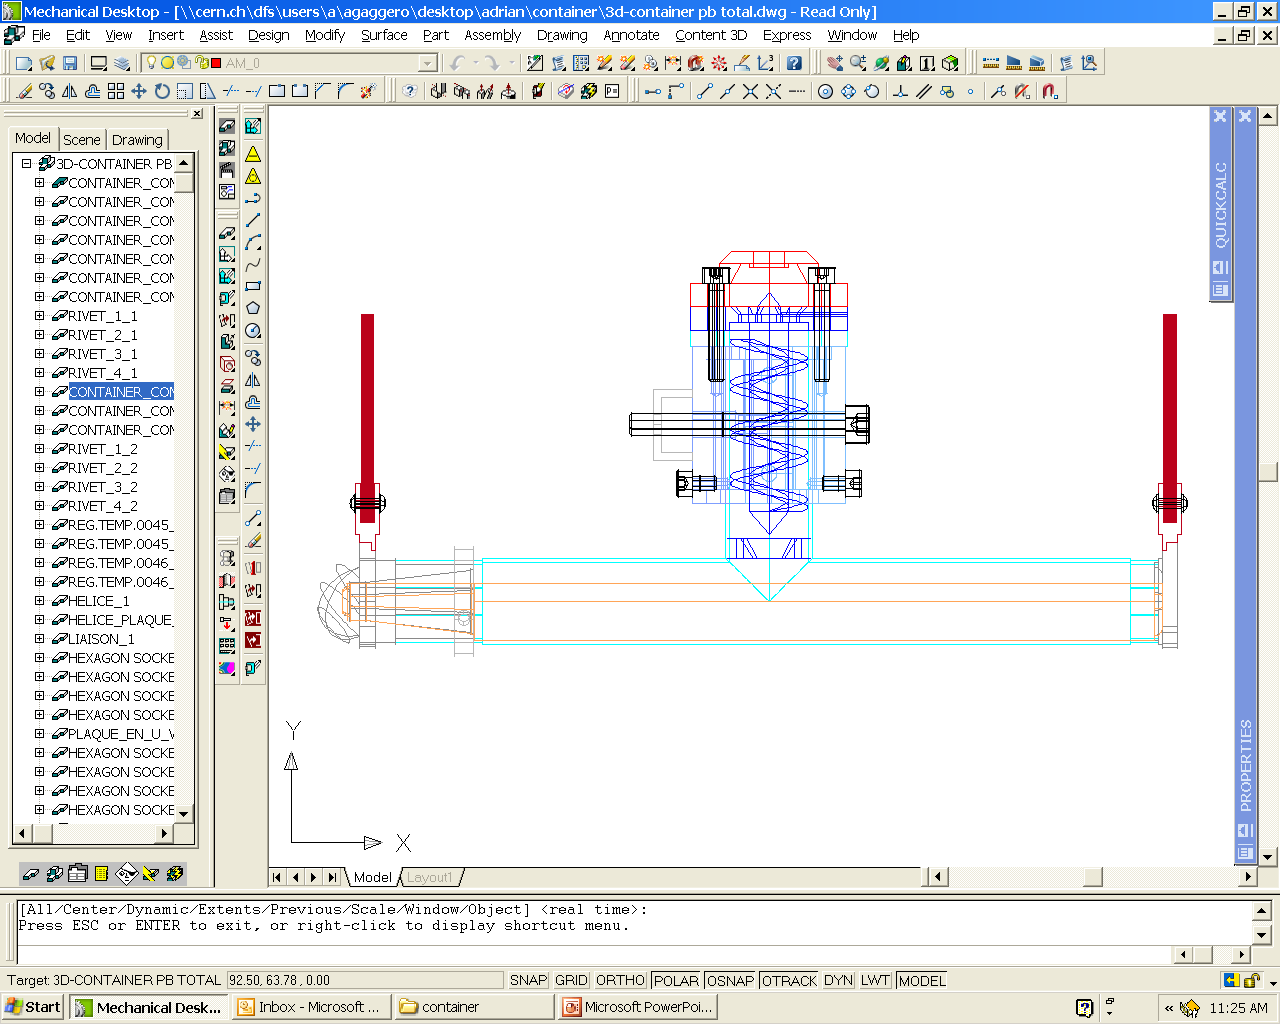 Mechanical Desktop - [\\cern.ch\dfs\users\a\agaggero\desktop\adrian\container\3d-container pb total.dwg - Read Only]
File Edit View Insert Assist Design Modify Surface Part Assembly Drawing Annotate Content 3D Express Window Help
AM_0
Model Scene Drawing
3D-CONTAINER PB
CONTAINER_CON
CONTAINER_CON
CONTAINER_CON
CONTAINER_CON
CONTAINER_CON
CONTAINER_CON
CONTAINER_CON
RIVET_1_1
RIVET_2_1
RIVET_3_1
RIVET_4_1
CONTAINER_CON
CONTAINER_CON
CONTAINER_CON
RIVET_1_2
RIVET_2_2
RIVET_3_2
RIVET_4_2
REG.TEMP.0045_
REG.TEMP.0045_
REG.TEMP.0046_
REG.TEMP.0046_
HELICE_1
HELICE_PLAQUE_
LIAISON_1
HEXAGON SOCKE
HEXAGON SOCKE
HEXAGON SOCKE
HEXAGON SOCKE
PLAQUE_EN_U_V
HEXAGON SOCKE
HEXAGON SOCKE
HEXAGON SOCKE
HEXAGON SOCKE
QUICKCALC
PROPERTIES
Y
X
Model Layout1
[All/Center/Dynamic/Extents/Previous/Scale/Window/Object] <real time>:
Press ESC or ENTER to exit, or right-click to display shortcut menu.
Target: 3D-CONTAINER PB TOTAL 92.50, 63.78 , 0.00 SNAP GRID ORTHO POLAR OSNAP OTRACK DYN LWT MODEL
Start Mechanical Desk... Inbox - Microsoft ... container Microsoft PowerPoi... « 11:25 AM